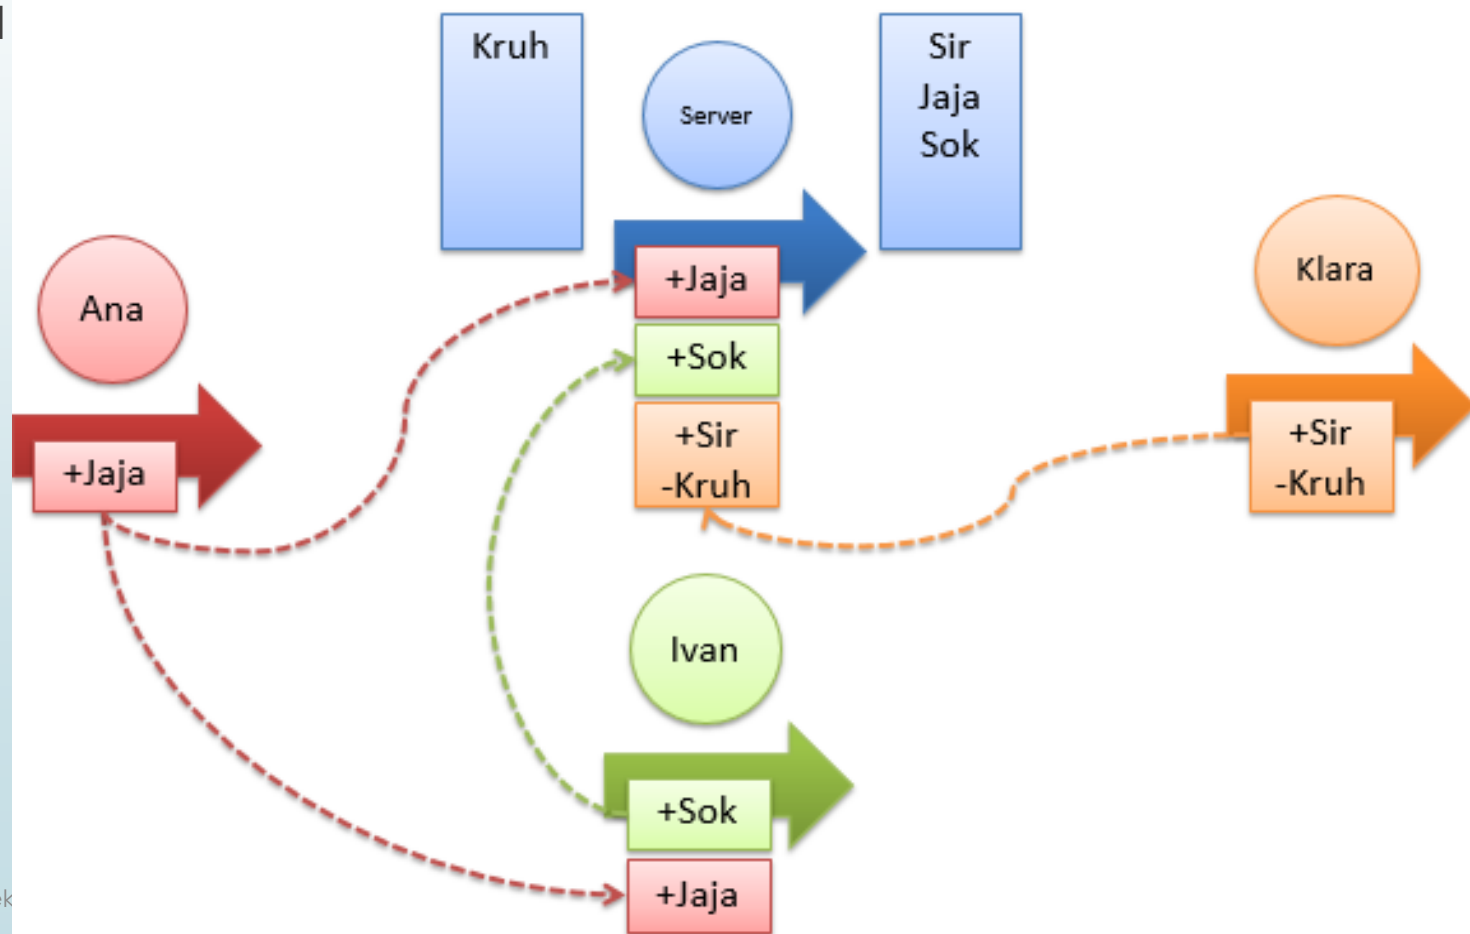 Kruh
Server
Sir
Jaja
Sok
Ana
+Jaja
+Jaja
+Sok
+Sir
-Kruh
Klara
+Sir
-Kruh
Ivan
+Sok
+Jaja